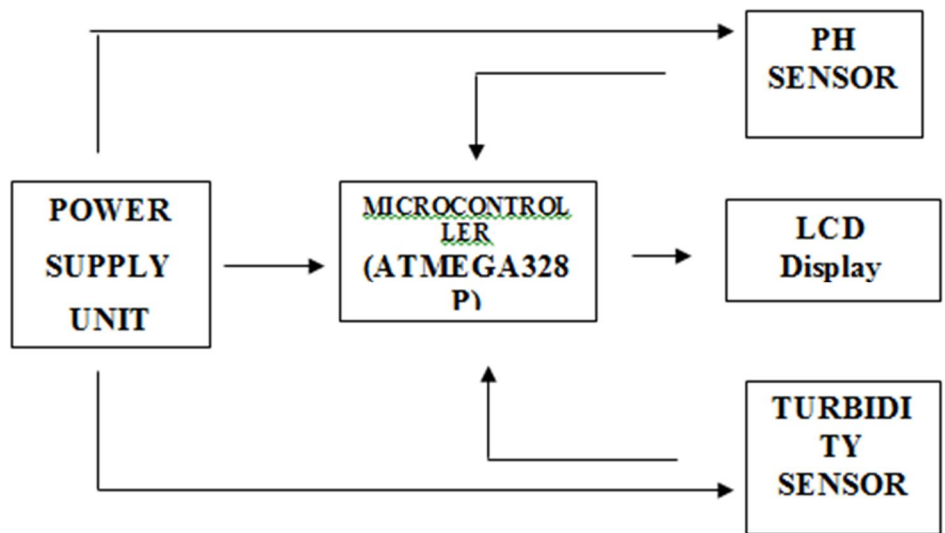 PH
SENSOR
POWER
SUPPLY
UNIT
MICROCONTROL
LER
(ATMEGA328
P)
LCD
Display
TURBIDI
TY
SENSOR